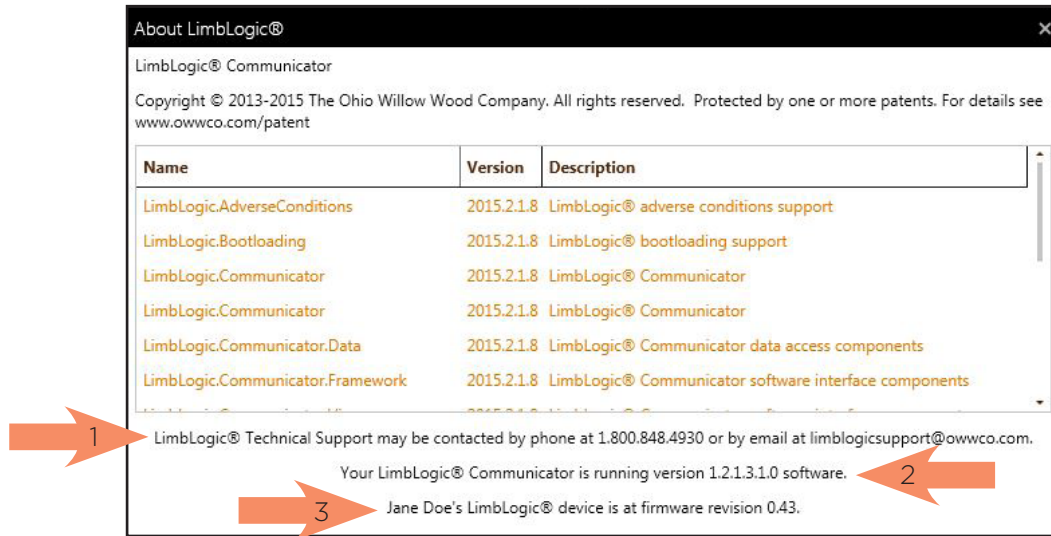 About LimbLogic®
LimbLogic® Communicator
Copyright © 2013-2015 The Ohio Willow Wood Company. All rights reserved. Protected by one or more patents. For details see
www.owwco.com/patent
Name Version Description
LimbLogic.AdverseConditions 2015.2.1.8 LimbLogic® adverse conditions support
LimbLogic.Bootloading 2015.2.1.8 LimbLogic® bootloading support
LimbLogic.Communicator 2015.2.1.8 LimbLogic® Communicator
LimbLogic.Communicator 2015.2.1.8 LimbLogic® Communicator
LimbLogic.Communicator.Data 2015.2.1.8 LimbLogic® Communicator data access components
LimbLogic.Communicator.Framework 2015.2.1.8 LimbLogic® Communicator software interface components
1 LimbLogic® Technical Support may be contacted by phone at 1.800.848.4930 or by email at limblogicsupport@owwco.com.
Your LimbLogic® Communicator is running version 1.2.1.3.1.0 software. 2
3 Jane Doe's LimbLogic® device is at firmware revision 0.43.